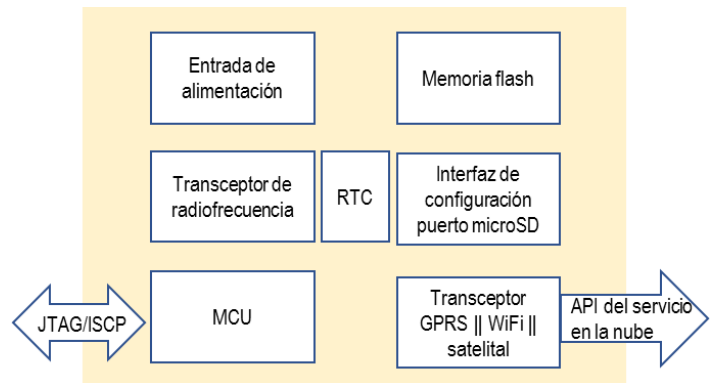 Entrada de
alimentación
Memoria flash
Transceptor de
radiofrecuencia
RTC
Interfaz de
configuración
puerto microSD
JTAG/ISCP
MCU
Transceptor
GPRS || WiFi ||
satelital
API del servicio
en la nube